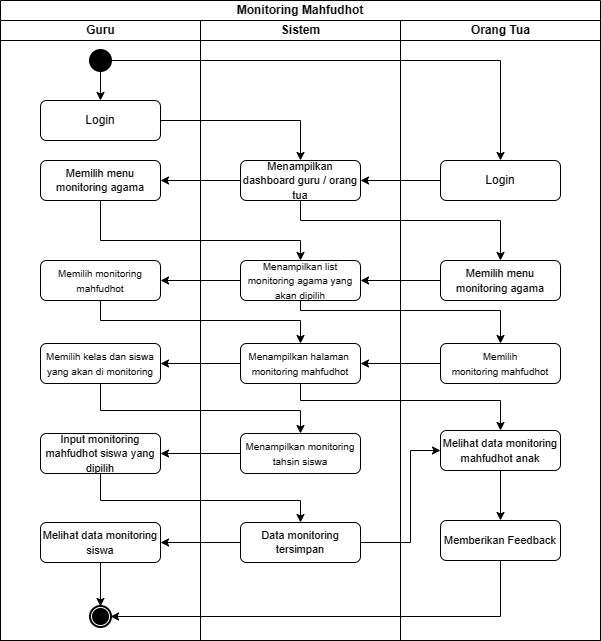 Monitoring Mahfudhot
Guru
Sistem
Orang Tua
Login
Menampilkan
dashboard guru / orang
tua
Login
Memilih menu
monitoring agama
Menampilkan list
monitoring agama yang
akan dipilih
Memilih menu
monitoring agama
Memilih monitoring
mahfudhot
Menampilkan halaman
monitoring mahfudhot
Memilih
monitoring mahfudhot
Memilih kelas dan siswa
yang akan di monitoring
Menampilkan monitoring
tahsin siswa
Melihat data monitoring
mahfudhot anak
Input monitoring
mahfudhot siswa yang
dipilih
Data monitoring
tersimpan
Memberikan Feedback
Melihat data monitoring
siswa